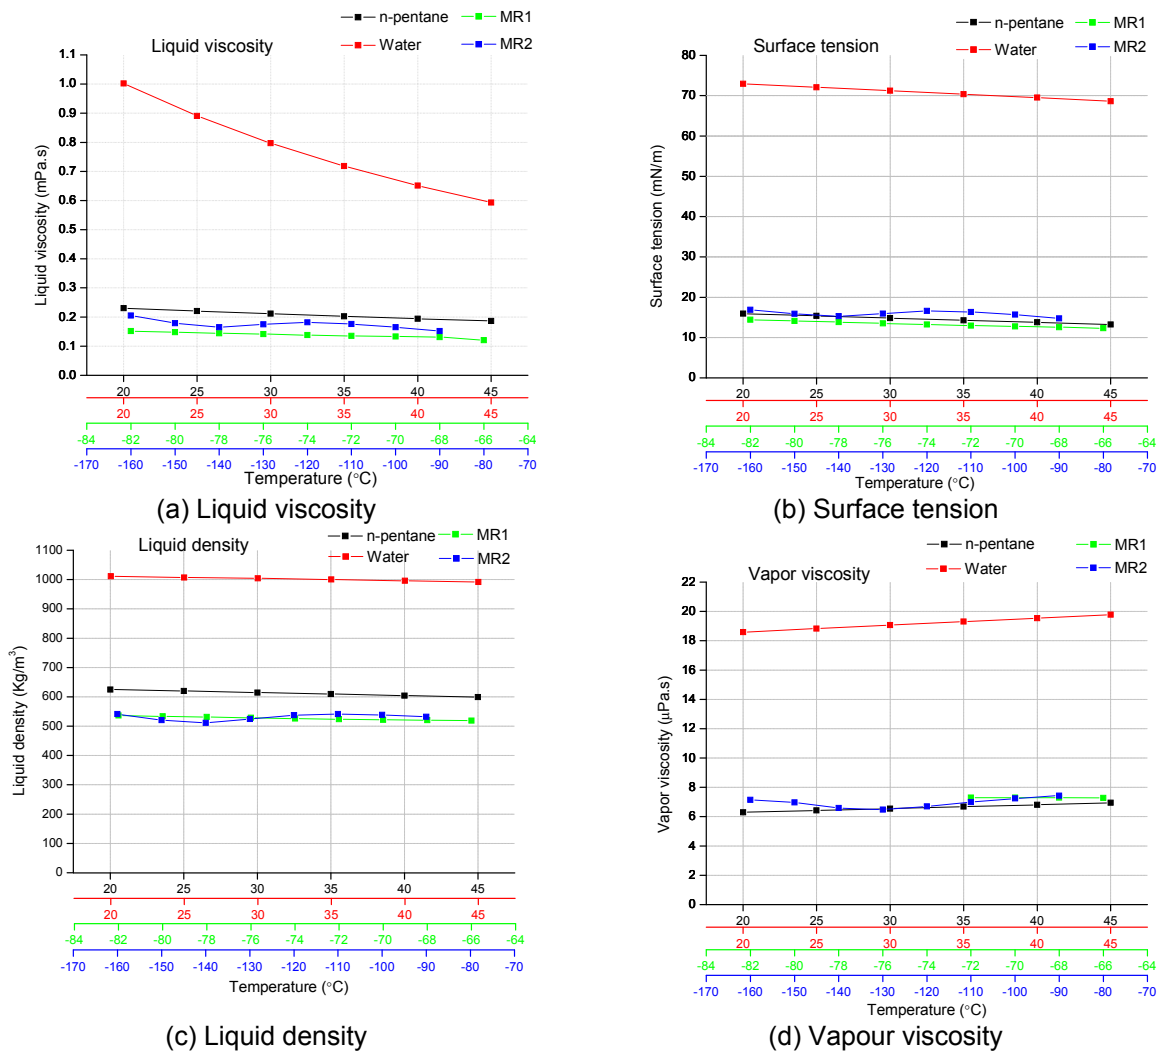 n-pentane MR1
Water MR2
Liquid viscosity
1.1
1.0
0.9
0.8
0.7
0.6
0.5
0.4
0.3
0.2
0.1
0.0
Liquid viscosity (mPa.s)
20 25 30 35 40 45
20 25 30 35 40 45
-84 -82 -80 -78 -76 -74 -72 -70 -68 -66 -64
-170 -160 -150 -140 -130 -120 -110 -100 -90 -80 -70
Temperature (°C)
(a) Liquid viscosity
n-pentane MR1
Water MR2
Surface tension
80
70
60
50
40
30
20
10
0
Surface tension (mN/m)
20 25 30 35 40 45
20 25 30 35 40 45
-84 -82 -80 -78 -76 -74 -72 -70 -68 -66 -64
-170 -160 -150 -140 -130 -120 -110 -100 -90 -80 -70
Temperature (°C)
(b) Surface tension
n-pentane MR1
Water MR2
Liquid density
1100
1000
900
800
700
600
500
400
300
200
100
0
Liquid density (Kg/m³)
20 25 30 35 40 45
20 25 30 35 40 45
-84 -82 -80 -78 -76 -74 -72 -70 -68 -66 -64
-170 -160 -150 -140 -130 -120 -110 -100 -90 -80 -70
Temperature (°C)
(c) Liquid density
n-pentane MR1
Water MR2
Vapor viscosity
22
20
18
16
14
12
10
8
6
4
2
0
Vapor viscosity (μPa.s)
20 25 30 35 40 45
20 25 30 35 40 45
-84 -82 -80 -78 -76 -74 -72 -70 -68 -66 -64
-170 -160 -150 -140 -130 -120 -110 -100 -90 -80 -70
Temperature (°C)
(d) Vapour viscosity